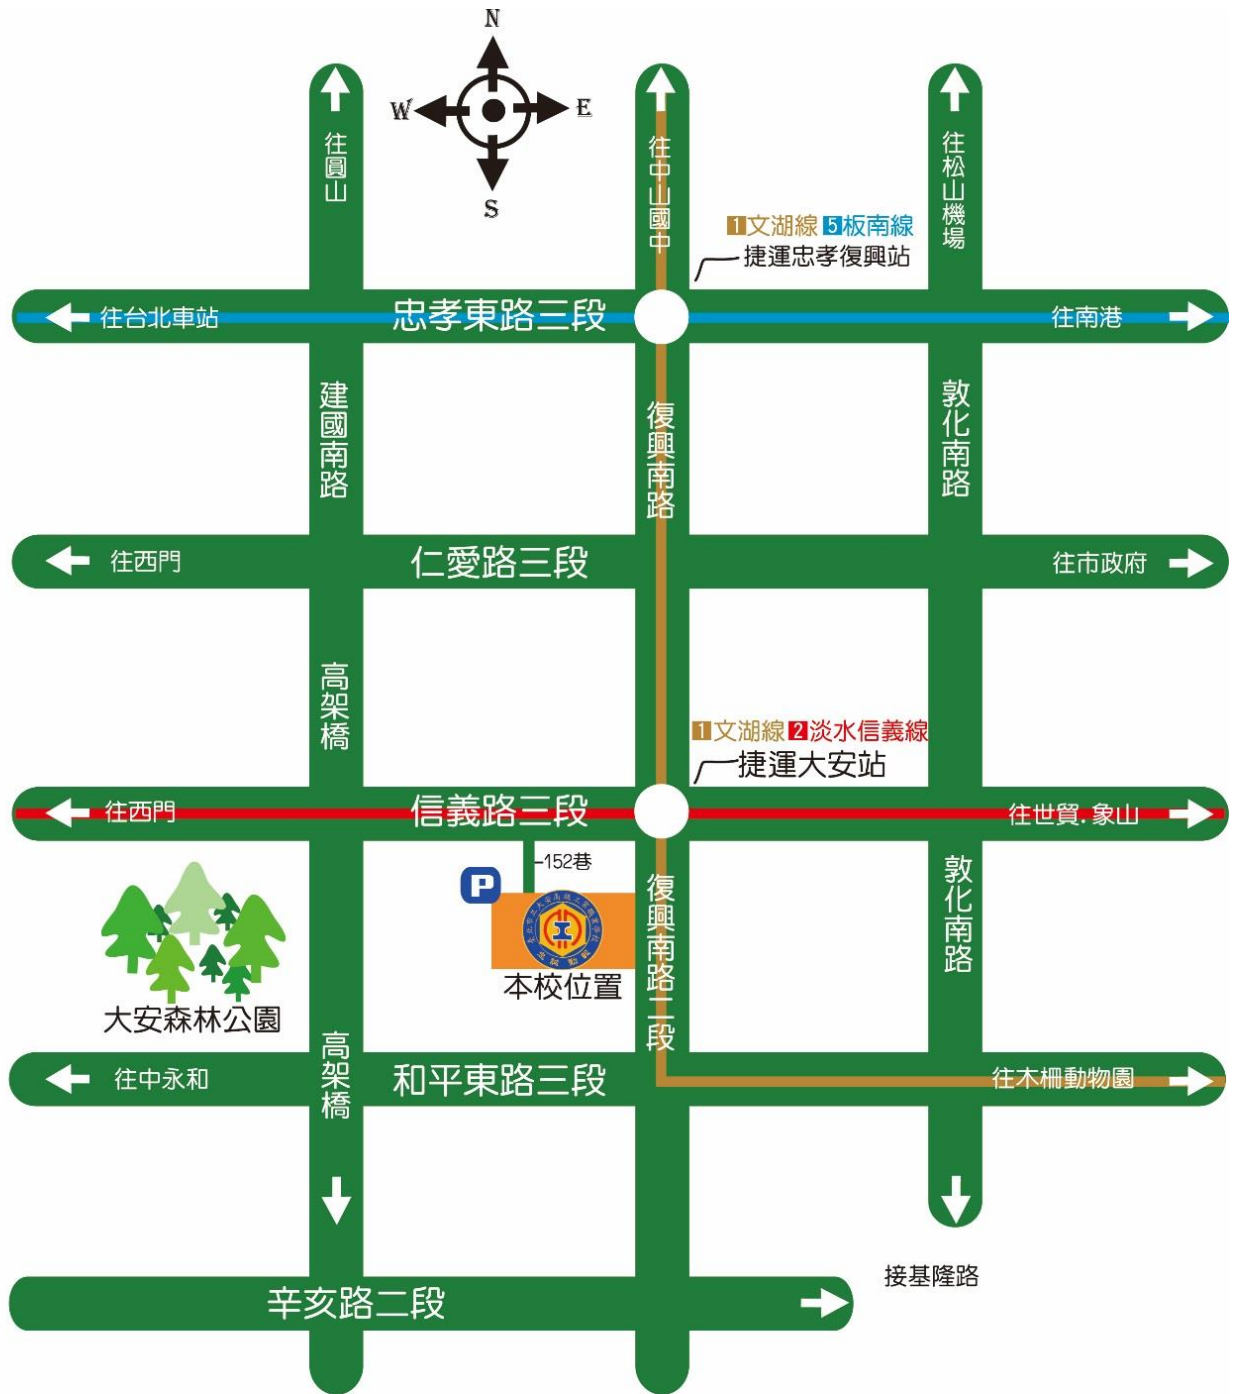 N
W
E
S
往圓山
往中山國中
往松山機場
1文湖線 5板南線
捷運忠孝復興站
往台北車站
忠孝東路三段
往南港
建國南路
復興南路
敦化南路
往西門
仁愛路三段
往市政府
高架橋
1文湖線 2淡水信義線
捷運大安站
往西門
信義路三段
往世貿.象山
152巷
P
復興南路二段
敦化南路
本校位置
大安森林公園
高架橋
往中永和
和平東路三段
往木柵動物園
接基隆路
辛亥路二段